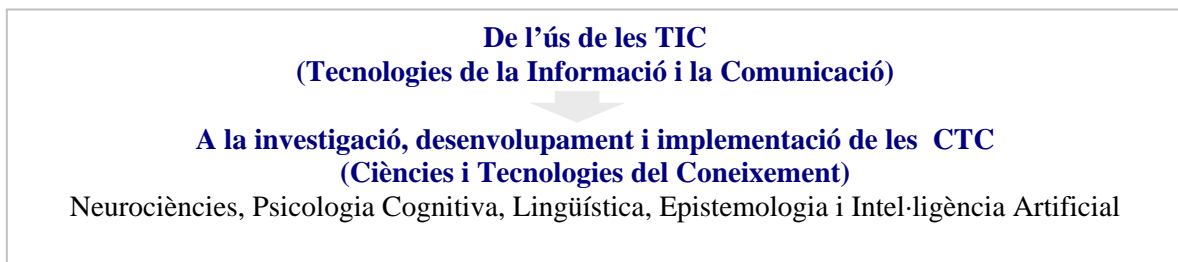 De l’ús de les TIC
(Tecnologies de la Informació i la Comunicació)
A la investigació, desenvolupament i implementació de les  CTC
(Ciències i Tecnologies del Coneixement)
Neurociències, Psicologia Cognitiva, Lingüística, Epistemologia i Intel·ligència Artificial